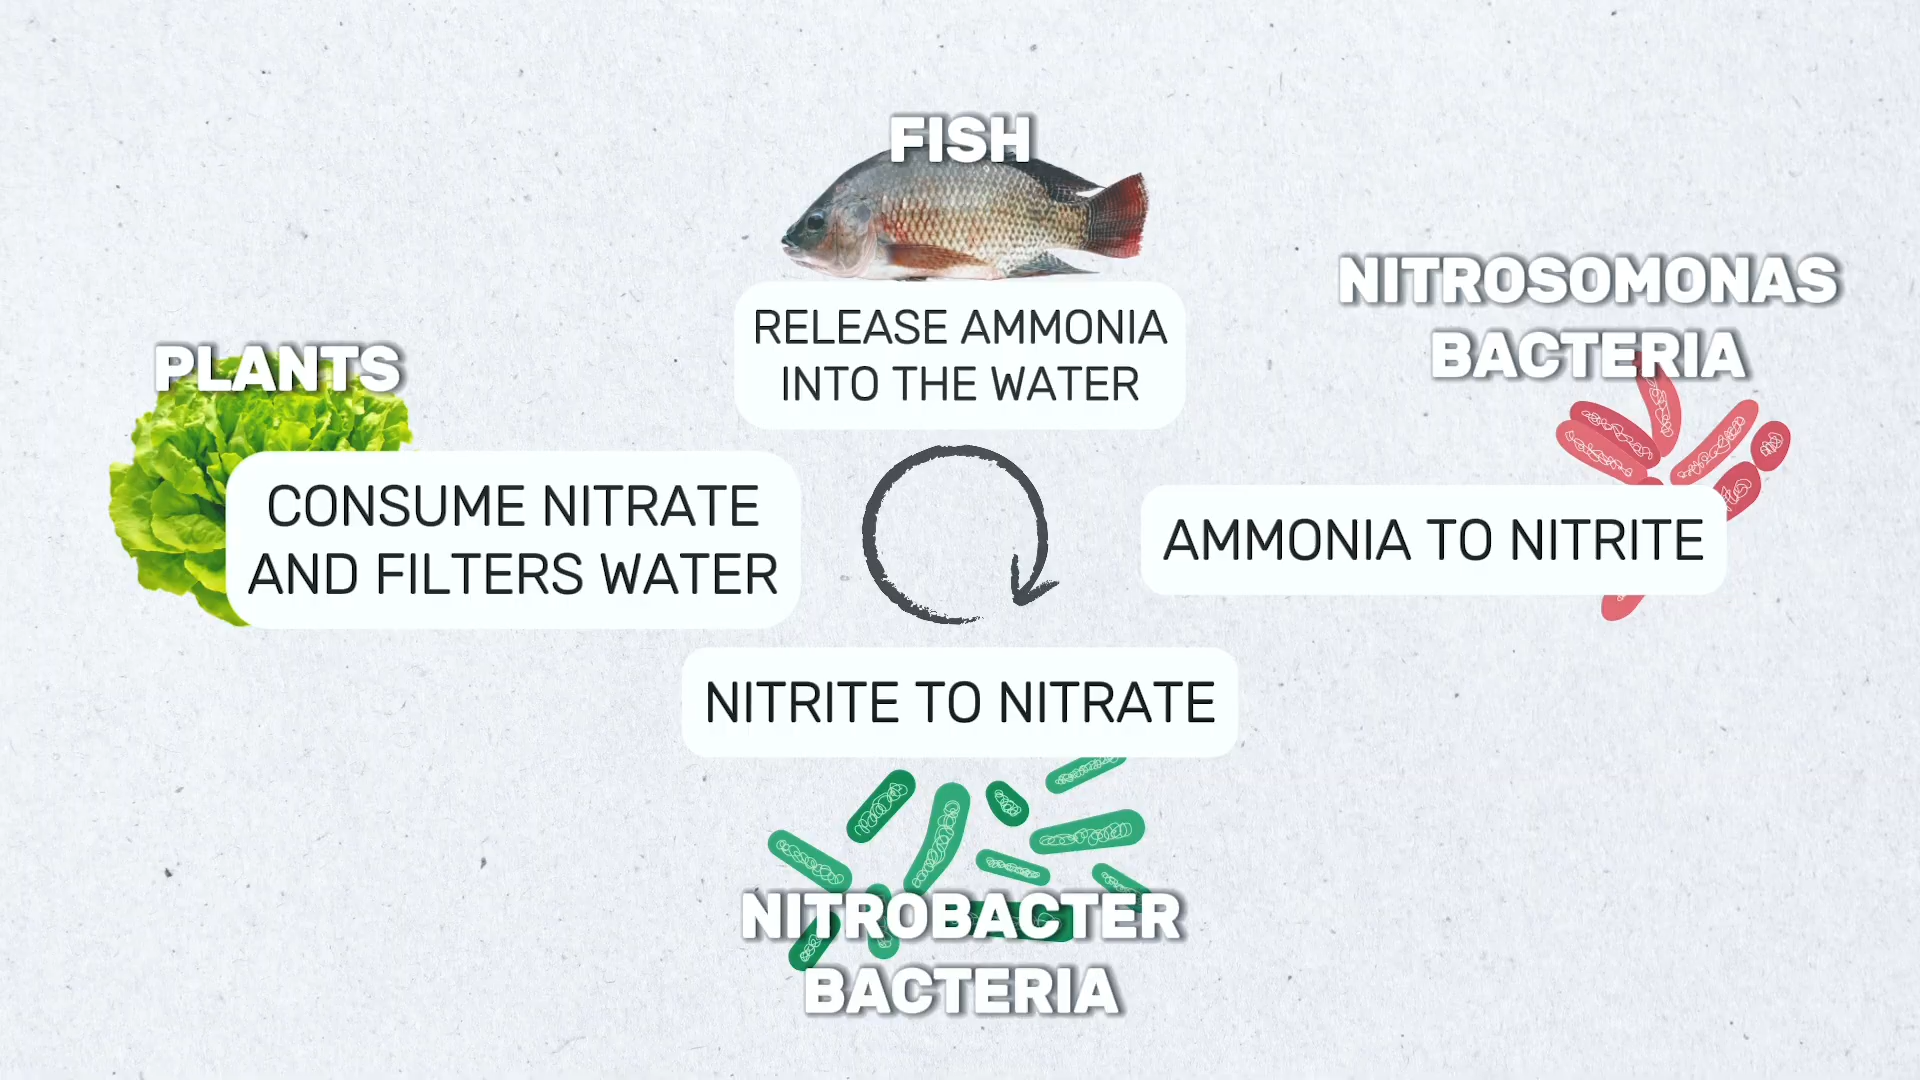 FISH
RELEASE AMMONIA
INTO THE WATER
NITROSOMONAS
BACTERIA
AMMONIA TO NITRITE
NITRITE TO NITRATE
NITROBACTER
BACTERIA
PLANTS
CONSUME NITRATE
AND FILTERS WATER